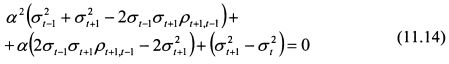 α²(σ²ₜ₋₁ + σ²ₜ₊₁ − 2σₜ₋₁σₜ₊₁ρₜ₊₁,ₜ₋₁) +
+ α(2σₜ₋₁σₜ₊₁ρₜ₊₁,ₜ₋₁ − 2σ²ₜ₊₁) + (σ²ₜ₊₁ − σ²ₜ) = 0 (11.14)